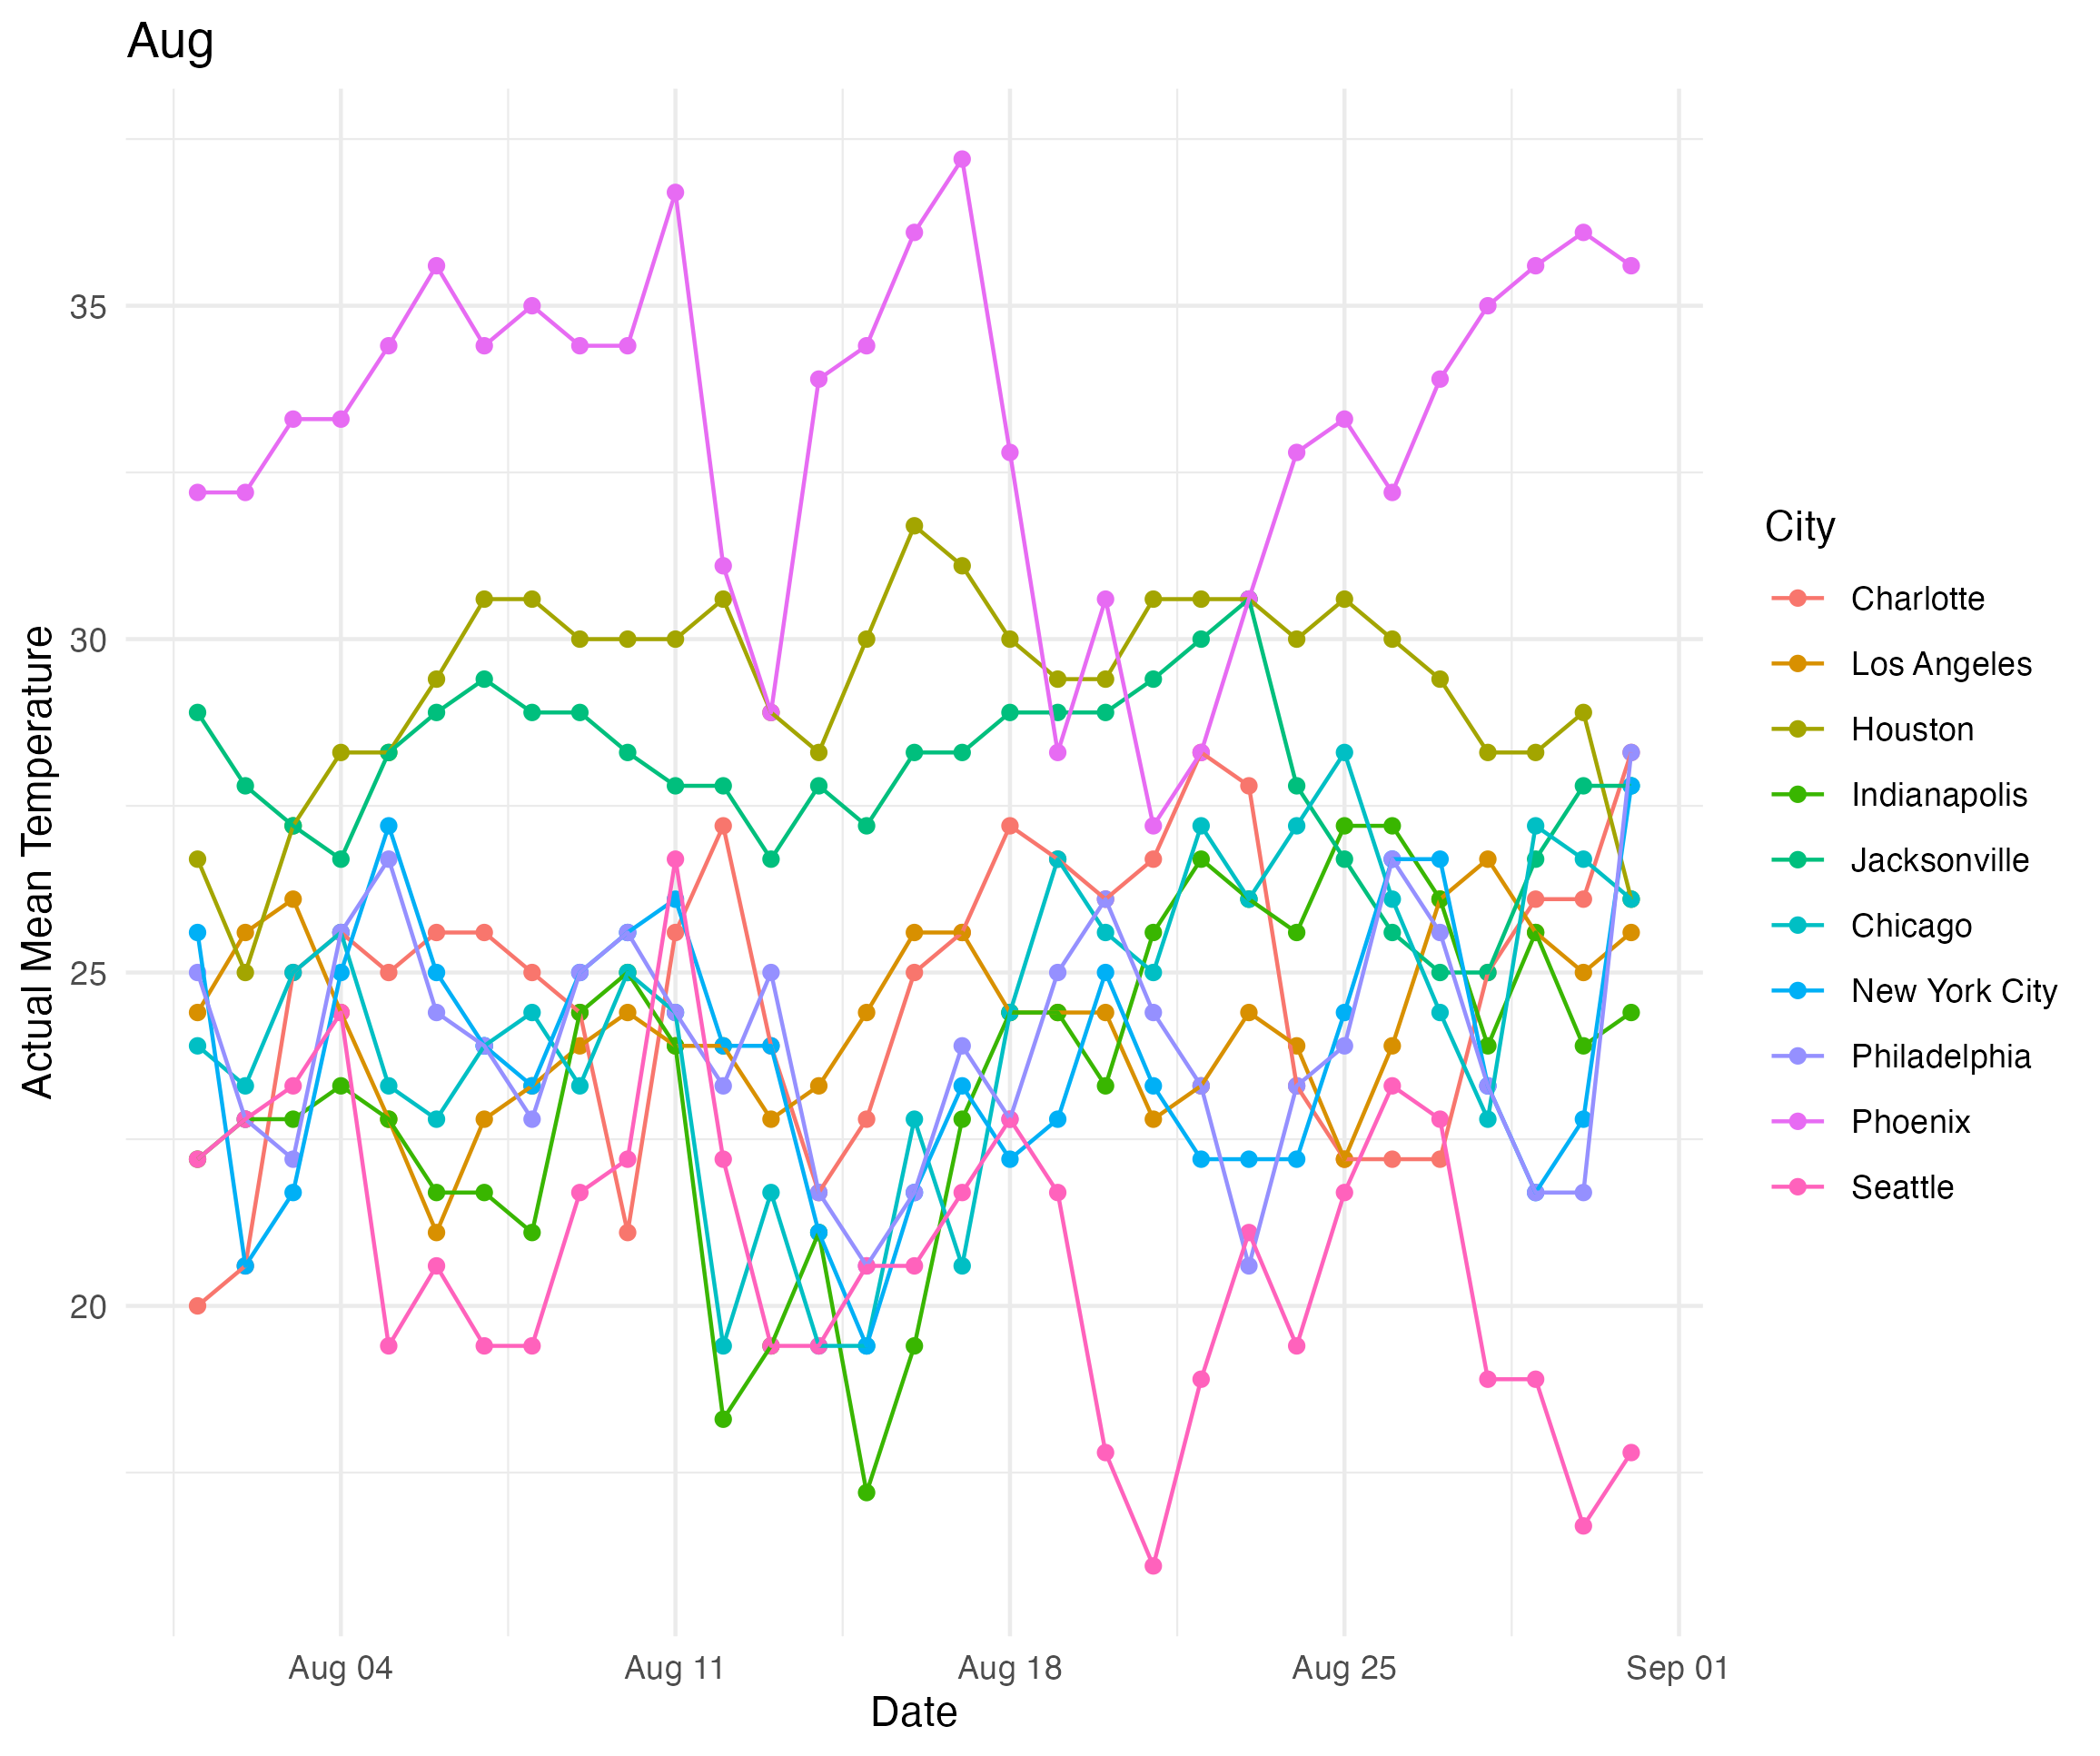 Aug
Actual Mean Temperature
35
30
25
20
Aug 04
Aug 11
Aug 18
Aug 25
Sep 01
Date
City
Charlotte
Los Angeles
Houston
Indianapolis
Jacksonville
Chicago
New York City
Philadelphia
Phoenix
Seattle